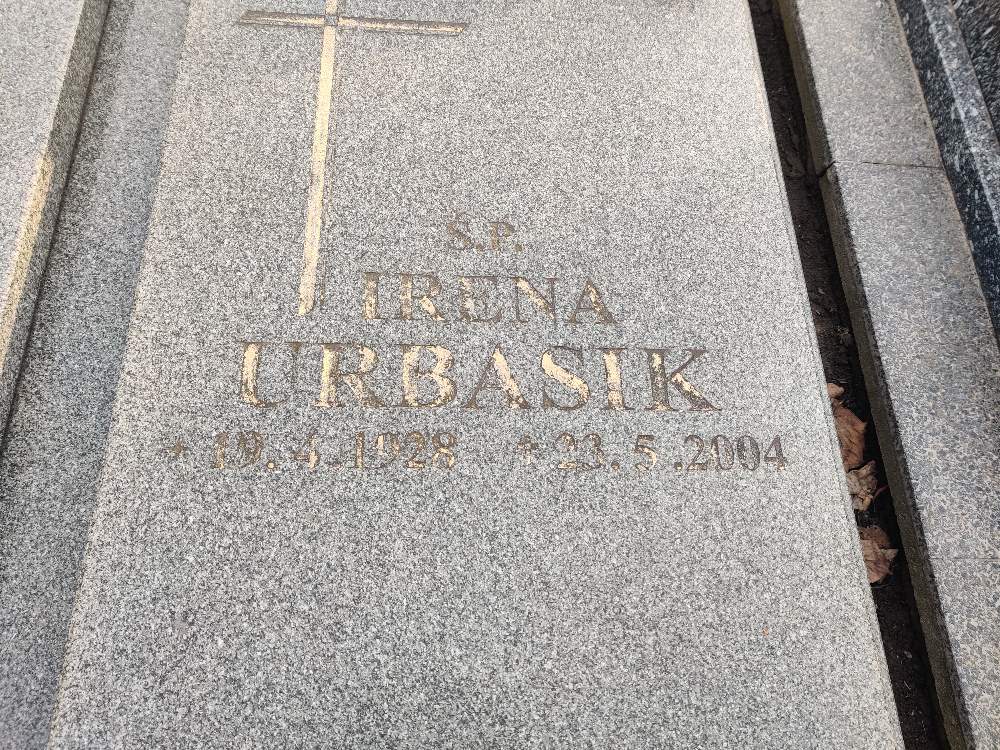 Ś.P.
IRENA
URBASIK
* 19.4.1928 + 23.5.2004